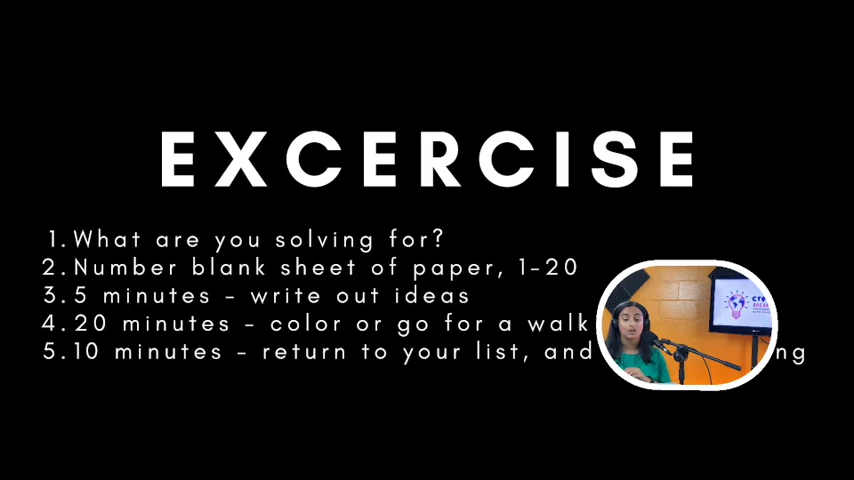 EXCERCISE
1. What are you solving for?
2. Number blank sheet of paper, 1-20
3. 5 minutes - write out ideas
4. 20 minutes - color or go for a walk
5. 10 minutes - return to your list, and